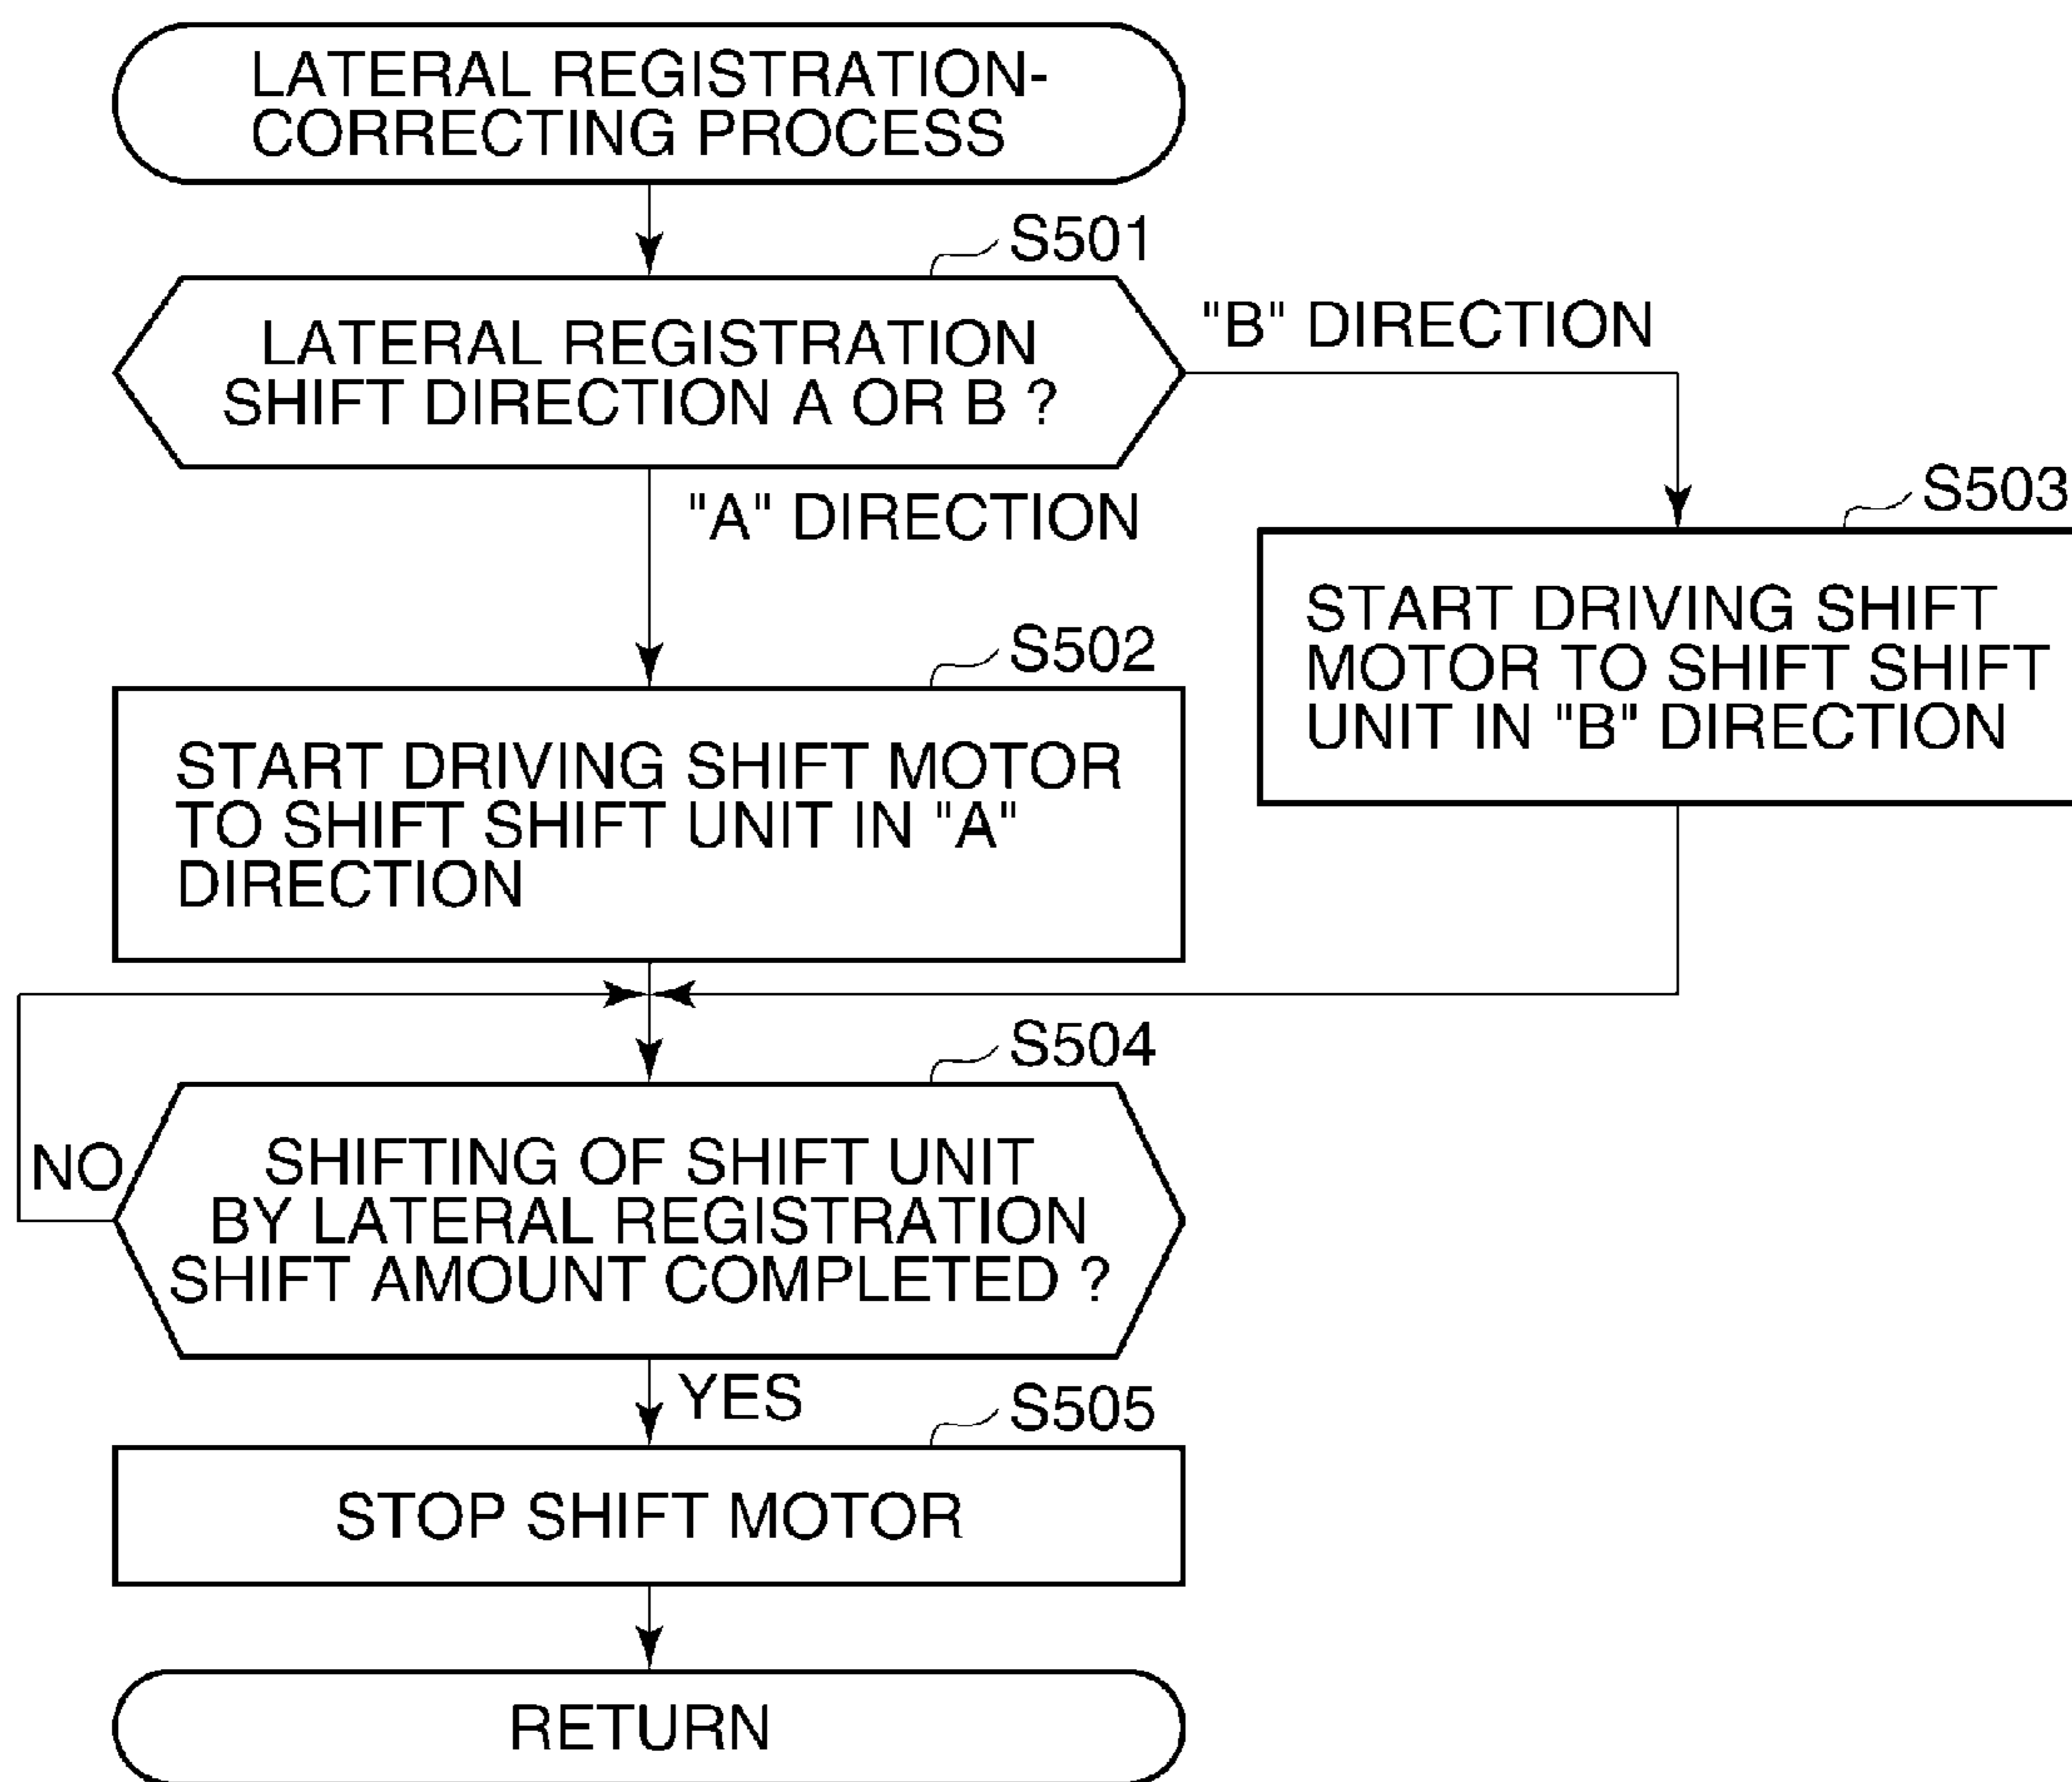 LATERAL REGISTRATION-
CORRECTING PROCESS
S501
LATERAL REGISTRATION
SHIFT DIRECTION A OR B ?
"B" DIRECTION
"A" DIRECTION
S503
START DRIVING SHIFT
MOTOR TO SHIFT SHIFT
UNIT IN "B" DIRECTION
S502
START DRIVING SHIFT MOTOR
TO SHIFT SHIFT UNIT IN "A"
DIRECTION
S504
NO
SHIFTING OF SHIFT UNIT
BY LATERAL REGISTRATION
SHIFT AMOUNT COMPLETED ?
YES
S505
STOP SHIFT MOTOR
RETURN